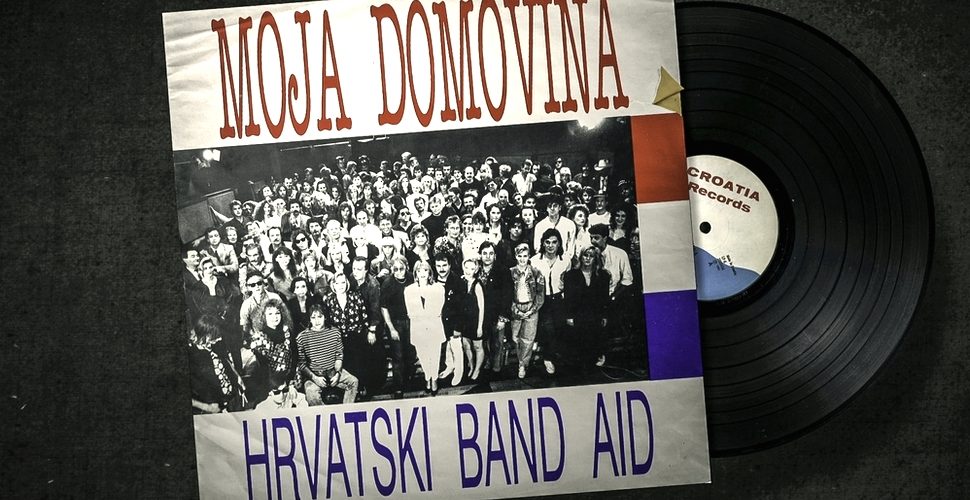 MOJA DOMOVINA
CROATIA
Records
HRVATSKI BAND AID